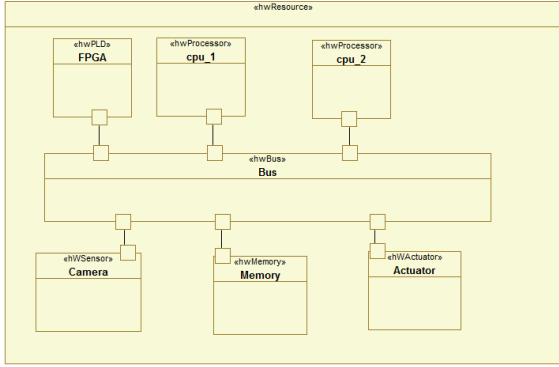 «hwResource»
«hwPLD»
FPGA
«hwProcessor»
cpu_1
«hwProcessor»
cpu_2
«hwBus»
Bus
«hWSensor»
Camera
«hwMemory»
Memory
«hWActuator»
Actuator